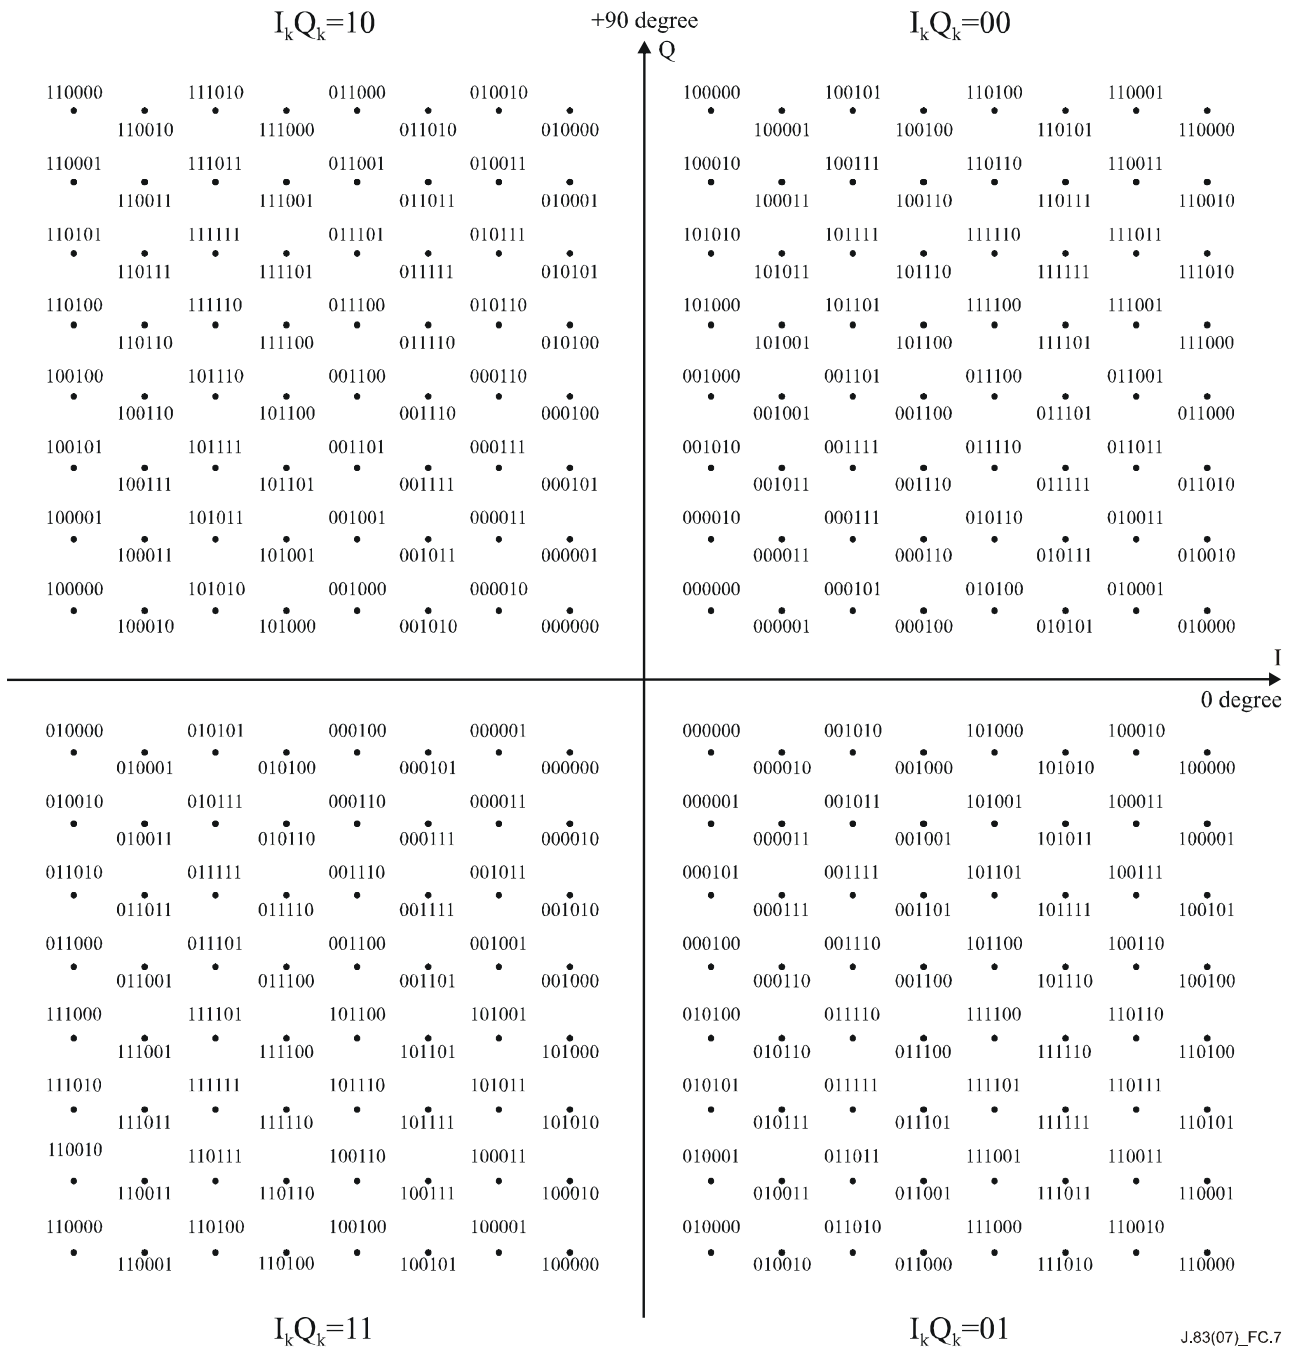 IkQk=10 +90 degree IkQk=00
Q
110000 111010 011000 010010 100000 100101 110100 110001
110010 111000 011010 010000 100001 100100 110101 110000
110001 111011 011001 010011 100010 100111 110110 110011
110011 111001 011011 010001 100011 100110 110111 110010
110101 111111 011101 010111 101010 101111 111110 111011
110111 111101 011111 010101 101011 101110 111111 111010
110100 111110 011100 010110 101000 101101 111100 111001
110110 111100 011110 010100 101001 101100 111101 111000
100100 101110 001100 000110 001000 001101 011100 011001
100110 101100 001110 000100 001001 001100 011101 011000
100101 101111 001101 000111 001010 001111 011110 011011
100111 101101 001111 000101 001011 001110 011111 011010
100001 101011 001001 000011 000010 000111 010110 010011
100011 101001 001011 000001 000011 000110 010111 010010
100000 101010 001000 000010 000000 000101 010100 010001
100010 101000 001010 000000 000001 000100 010101 010000
I
0 degree
010000 010101 000100 000001 000000 001010 101000 100010
010001 010100 000101 000000 000010 001000 101010 100000
010010 010111 000110 000011 000001 001011 101001 100011
010011 010110 000111 000010 000011 001001 101011 100001
011010 011111 001110 001011 000101 001111 101101 100111
011011 011110 001111 001010 000111 001101 101111 100101
011000 011101 001100 001001 000100 001110 101100 100110
011001 011100 001101 001000 000110 001100 101110 100100
111000 111101 101100 101001 010100 011110 111100 110110
111001 111100 101101 101000 010110 011100 111110 110100
111010 111111 101110 101011 010101 011111 111101 110111
111011 111110 101111 101010 010111 011101 111111 110101
110010 110111 100110 100011 010001 011011 111001 110011
110011 110110 100111 100010 010011 011001 111011 110001
110000 110100 100100 100001 010000 011010 111000 110010
110001 110100 100101 100000 010010 011000 111010 110000
IkQk=11 IkQk=01
J.83(07)_FC.7